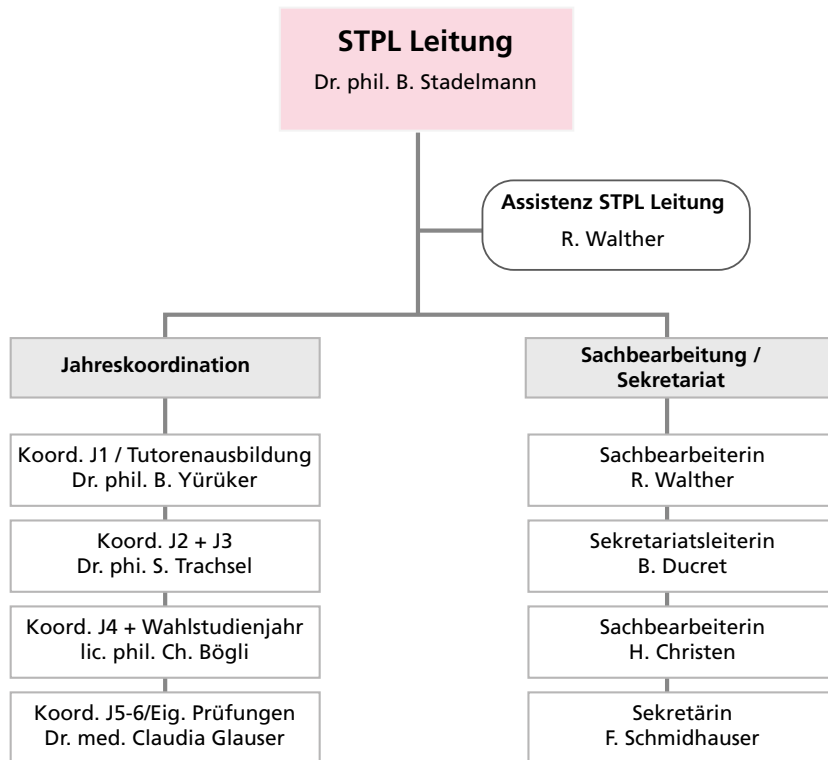 STPL Leitung
Dr. phil. B. Stadelmann
Assistenz STPL Leitung
R. Walther
Jahreskoordination
Koord. J1 / Tutorenausbildung
Dr. phil. B. Yürüker
Koord. J2 + J3
Dr. phi. S. Trachsel
Koord. J4 + Wahlstudienjahr
lic. phil. Ch. Bögli
Koord. J5-6/Eig. Prüfungen
Dr. med. Claudia Glauser
Sachbearbeitung /
Sekretariat
Sachbearbeiterin
R. Walther
Sekretariatsleiterin
B. Ducret
Sachbearbeiterin
H. Christen
Sekretärin
F. Schmidhauser